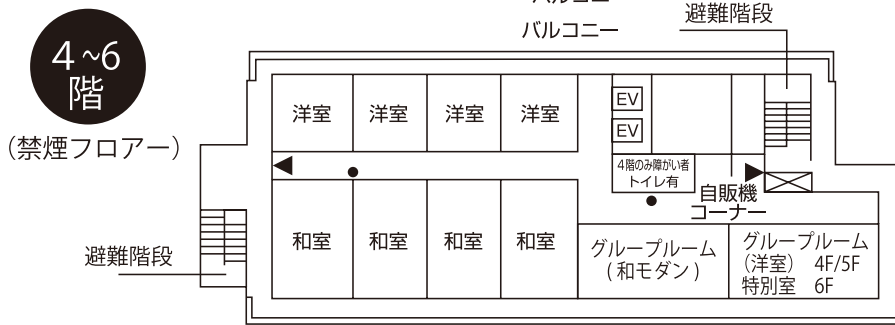 バルコニー
バルコニー
避難階段
4~6
階
(禁煙フロアー)
洋室
洋室
洋室
洋室
EV
EV
4階のみ障がい者
トイレ有
自販機
コーナー
和室
和室
和室
和室
グループルーム
(和モダン)
グループルーム
(洋室) 4F/5F
特別室 6F
避難階段